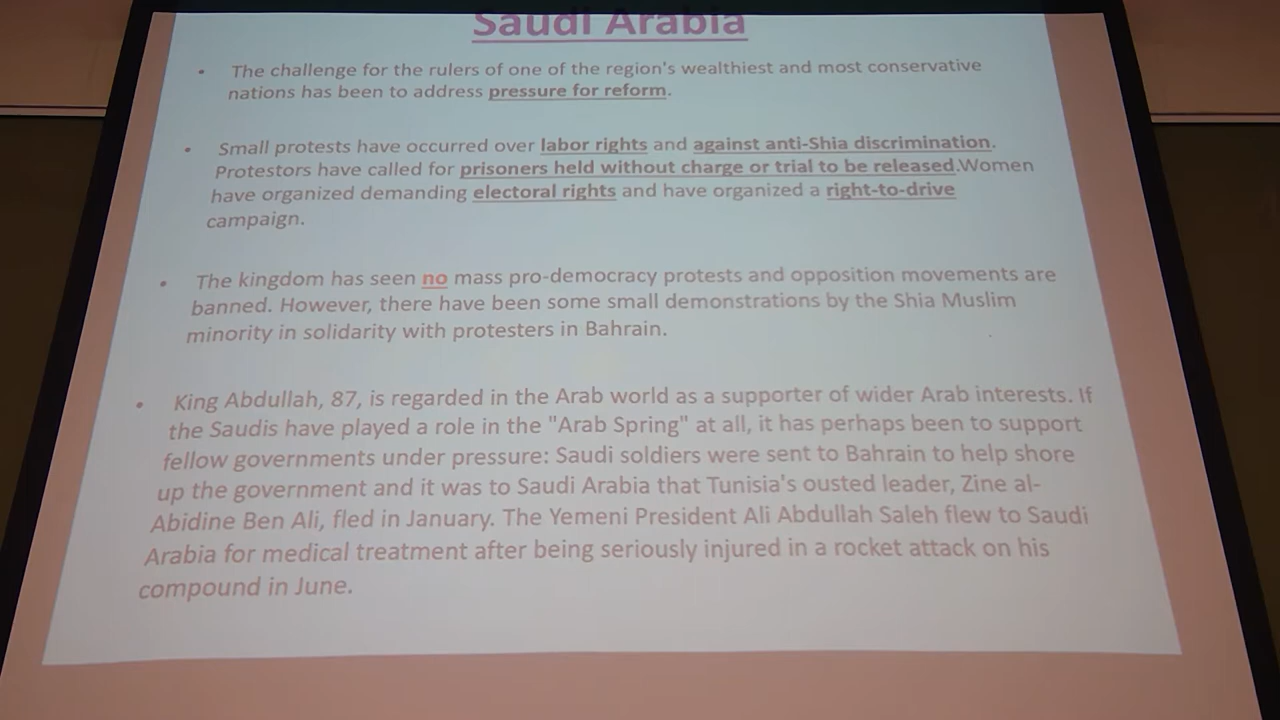 Saudi Arabia
• The challenge for the rulers of one of the region's wealthiest and most conservative
nations has been to address pressure for reform.
• Small protests have occurred over labor rights and against anti-Shia discrimination.
Protestors have called for prisoners held without charge or trial to be released.Women
have organized demanding electoral rights and have organized a right-to-drive
campaign.
• The kingdom has seen no mass pro-democracy protests and opposition movements are
banned. However, there have been some small demonstrations by the Shia Muslim
minority in solidarity with protesters in Bahrain.
• King Abdullah, 87, is regarded in the Arab world as a supporter of wider Arab interests. If
the Saudis have played a role in the "Arab Spring" at all, it has perhaps been to support
fellow governments under pressure: Saudi soldiers were sent to Bahrain to help shore
up the government and it was to Saudi Arabia that Tunisia's ousted leader, Zine al-
Abidine Ben Ali, fled in January. The Yemeni President Ali Abdullah Saleh flew to Saudi
Arabia for medical treatment after being seriously injured in a rocket attack on his
compound in June.